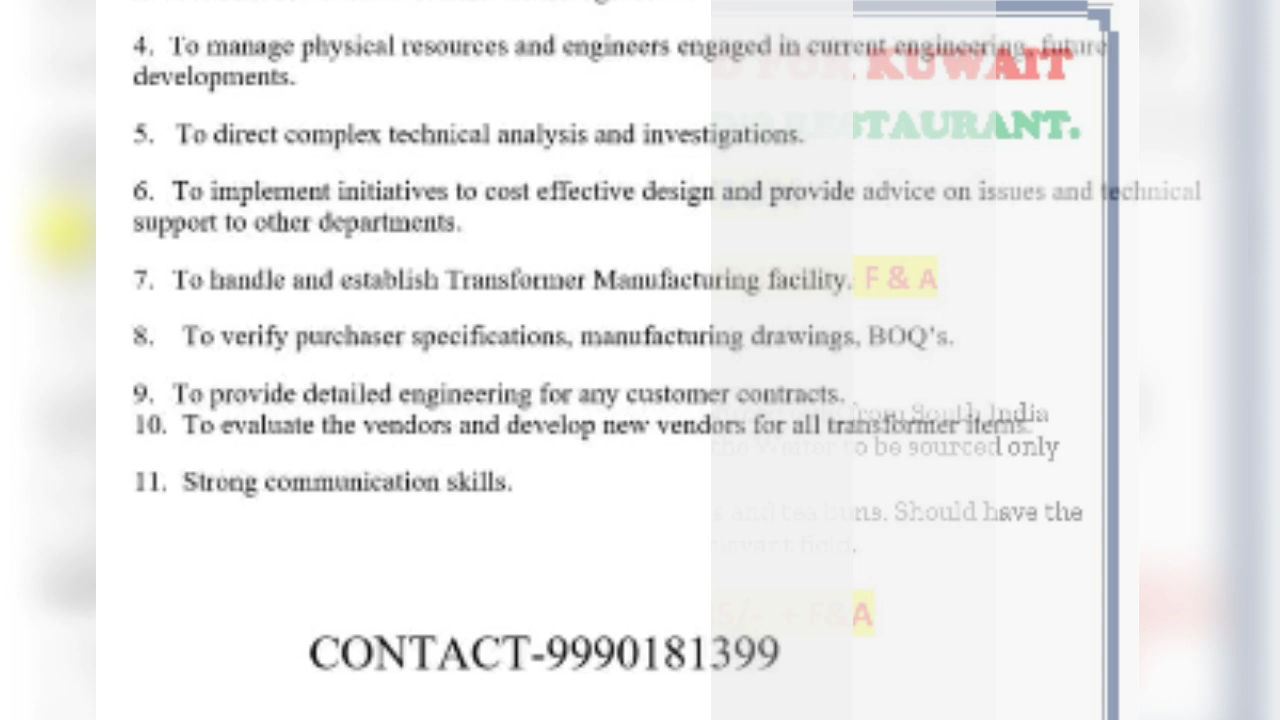 4. To manage physical resources and engineers engaged in current engineering, future
developments.
KUWAIT
RESTAURANT.
5. To direct complex technical analysis and investigations.
6. To implement initiatives to cost effective design and provide advice on issues and technical
support to other departments.
7. To handle and establish Transformer Manufacturing facility. F & A
8. To verify purchaser specifications, manufacturing drawings, BOQ's.
9. To provide detailed engineering for any customer contracts.
from South India
10. To evaluate the vendors and develop new vendors for all transformer items.
the Waiter to be sourced only
11. Strong communication skills.
and tea buns. Should have the
field.
5/- + F&A
CONTACT-9990181399